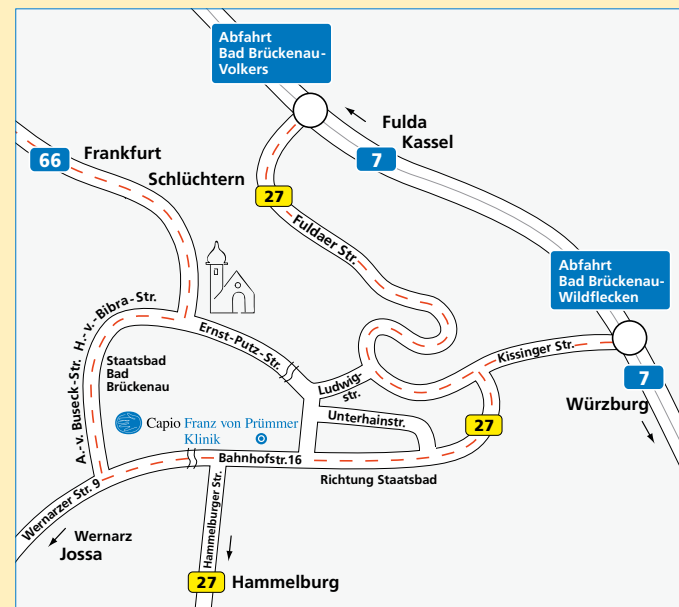 Abfahrt
Bad Brückenau-
Volkers
Fulda
Kassel
7
66
Frankfurt
Schlüchtern
27
Fuldaer Str.
Abfahrt
Bad Brückenau-
Wildflecken
H.-v.-Bibra-Str.
Ernst-Putz-Str.
Kissinger Str.
Staatsbad
Bad
Brückenau
Ludwig-
str.
7
Würzburg
A.-v. Buseck-Str.
Capio Franz von Prümmer
Klinik
Unterhainstr.
27
Bahnhofstr.16
Richtung Staatsbad
Wernarzer Str. 9
Wernarz
Jossa
Hammelburger Str.
27
Hammelburg